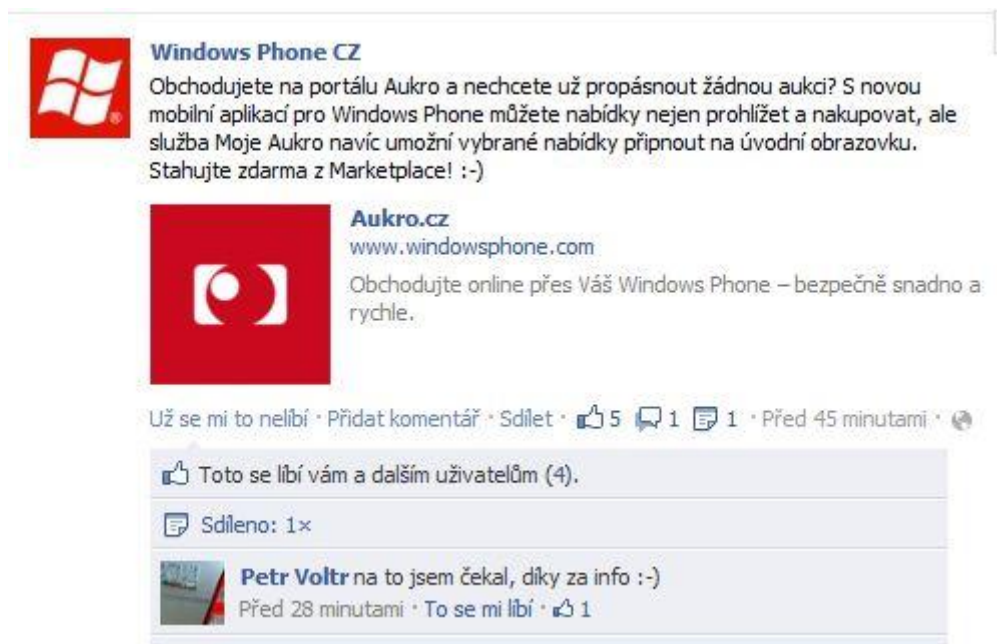 Windows Phone CZ
Obchodujete na portálu Aukro a nechcete už propásnout žádnou aukci? S novou
mobilní aplikací pro Windows Phone můžete nabídky nejen prohlížet a nakupovat, ale
služba Moje Aukro navíc umožní vybrané nabídky připnout na úvodní obrazovku.
Stahujte zdarma z Marketplace! :-)
Aukro.cz
www.windowsphone.com
Obchodujte online přes Váš Windows Phone – bezpečně snadno a
rychle.
Už se mi to nelíbí · Přidat komentář · Sdílet · 5 1 1 · Před 45 minutami ·
Toto se líbí vám a dalším uživatelům (4).
Sdíleno: 1×
Petr Voltr na to jsem čekal, díky za info :-)
Před 28 minutami · To se mi líbí · 1